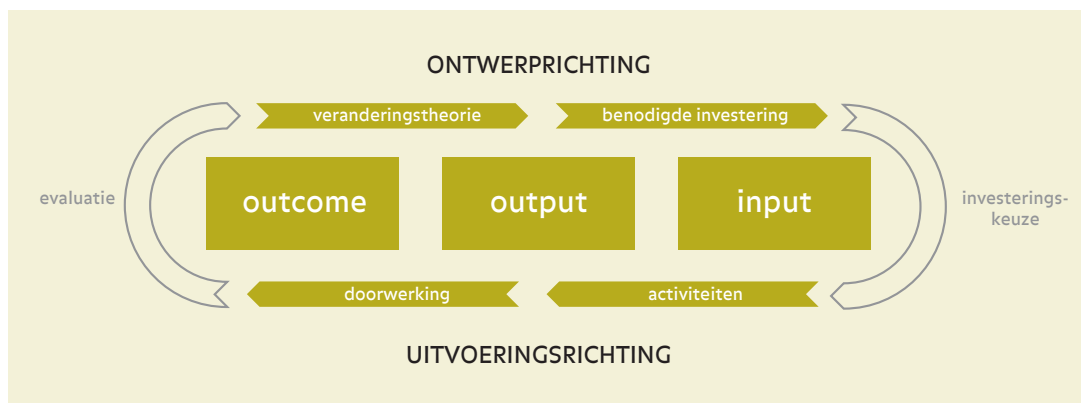 ONTWERPRICHTING
veranderingstheorie
benodigde investering
evaluatie
outcome
output
input
investerings-
keuze
doorwerking
activiteiten
UITVOERINGSRICHTING